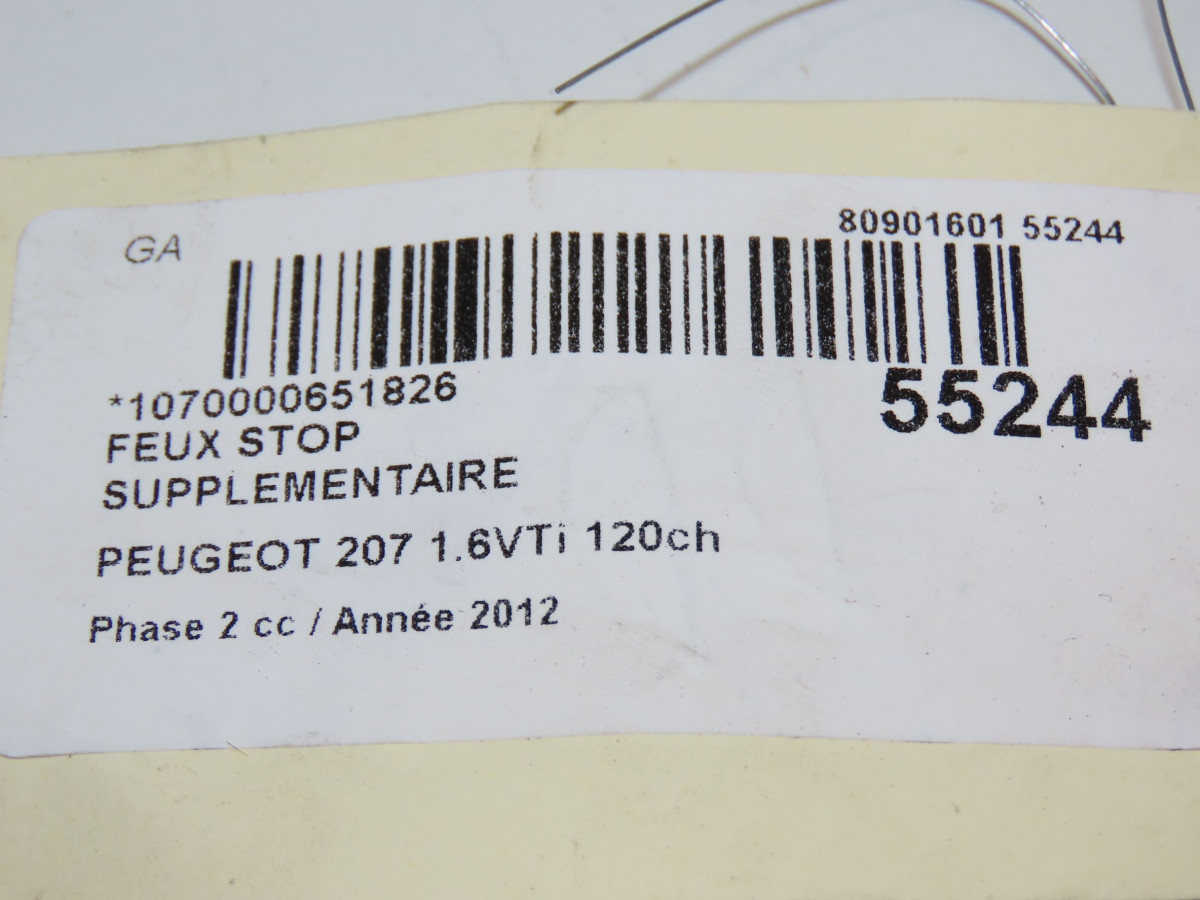 GA
80901601 55244
*1070000651826
55244
FEUX STOP
SUPPLEMENTAIRE
PEUGEOT 207 1.6VTi 120ch
Phase 2 cc / Année 2012